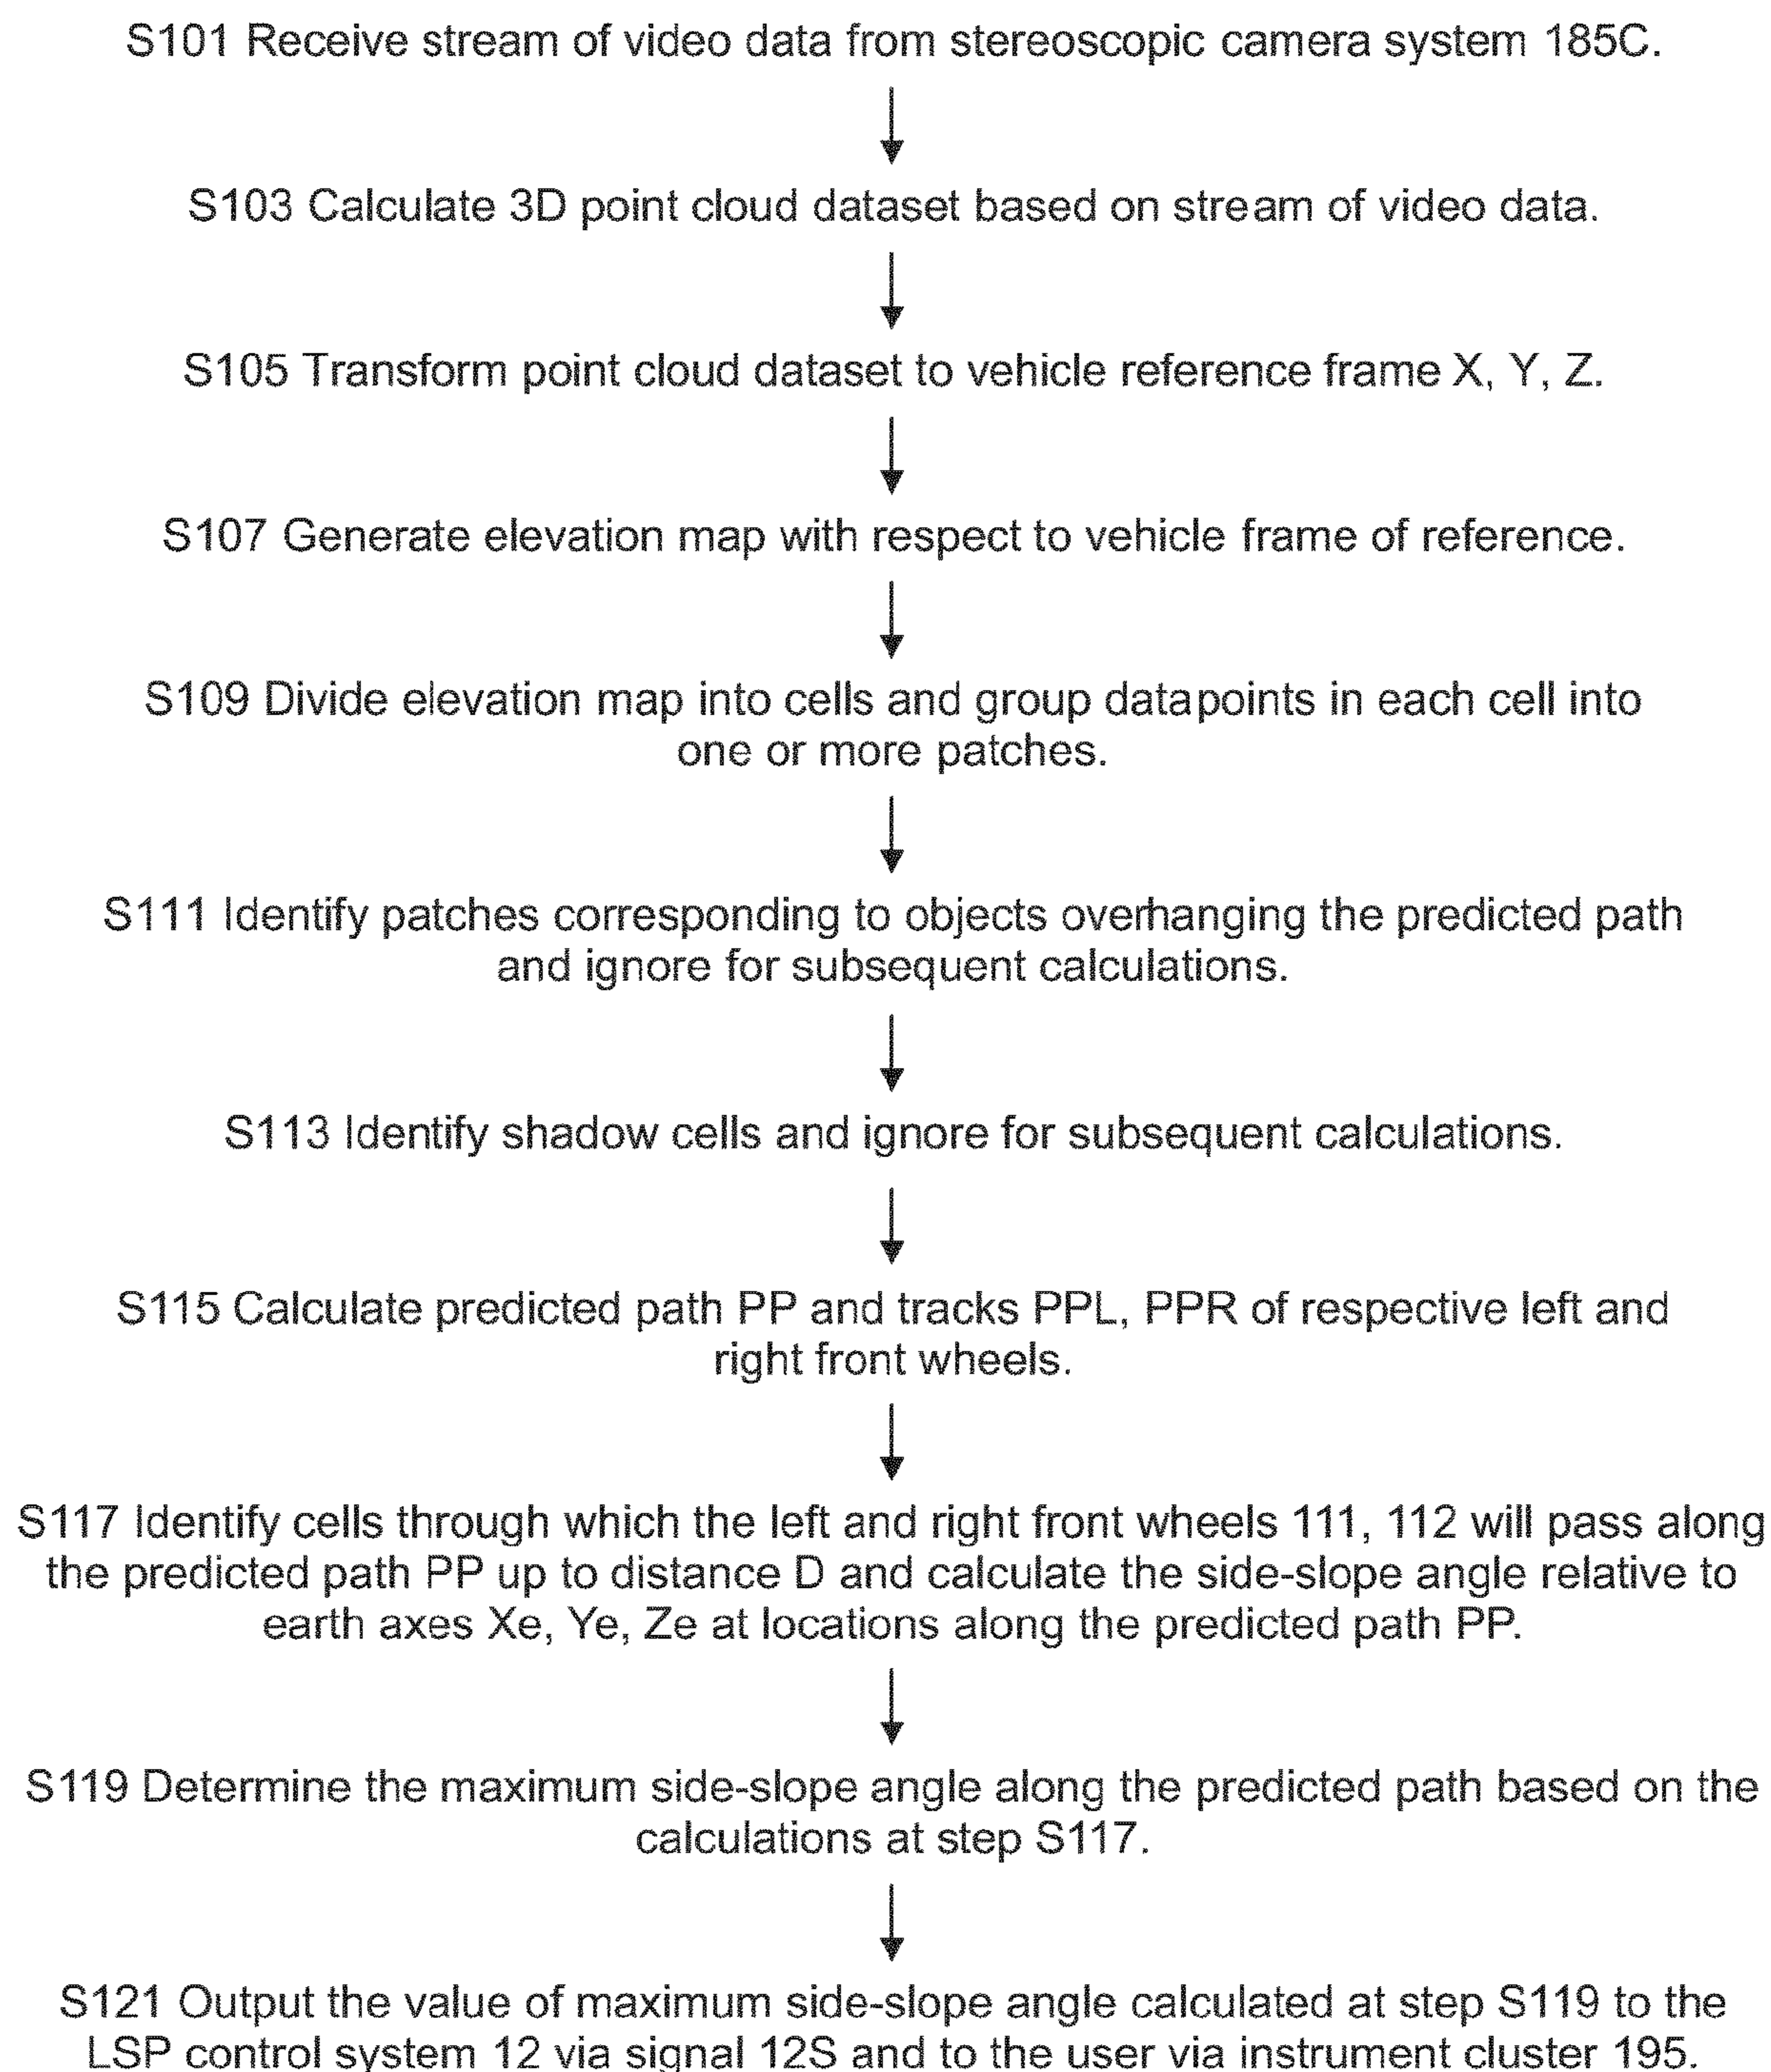 S101 Receive stream of video data from stereoscopic camera system 185C.
S103 Calculate 3D point cloud dataset based on stream of video data.
S105 Transform point cloud dataset to vehicle reference frame X, Y, Z.
S107 Generate elevation map with respect to vehicle frame of reference.
S109 Divide elevation map into cells and group datapoints in each cell into
one or more patches.
S111 Identify patches corresponding to objects overhanging the predicted path
and ignore for subsequent calculations.
S113 Identify shadow cells and ignore for subsequent calculations.
S115 Calculate predicted path PP and tracks PPL, PPR of respective left and
right front wheels.
S117 Identify cells through which the left and right front wheels 111, 112 will pass along
the predicted path PP up to distance D and calculate the side-slope angle relative to
earth axes Xe, Ye, Ze at locations along the predicted path PP.
S119 Determine the maximum side-slope angle along the predicted path based on the
calculations at step S117.
S121 Output the value of maximum side-slope angle calculated at step S119 to the
LSP control system 12 via signal 12S and to the user via instrument cluster 195.